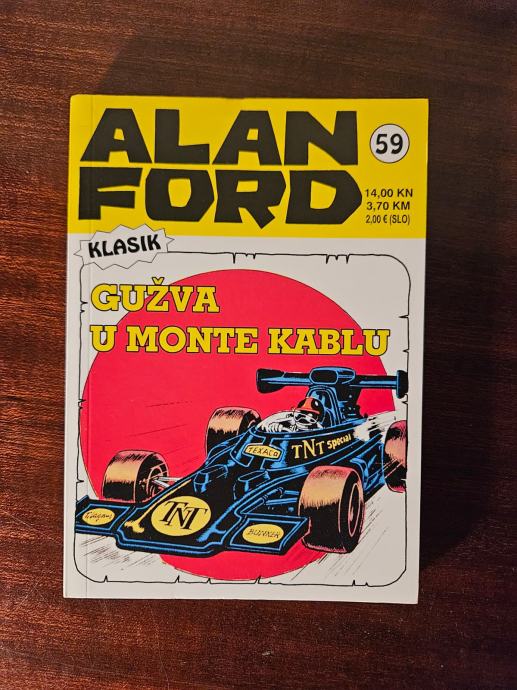 ALAN
FORD
59
14,00 KN
3,70 KM
2,00 € (SLO)
KLASIK
GUŽVA
U MONTE KABLU
TNT special
TEXACO
TNT
BUNKER